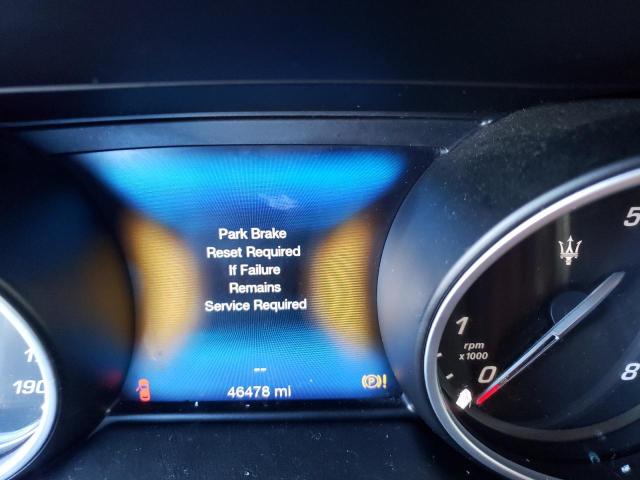 Park Brake
Reset Required
If Failure
Remains
Service Required
--
46478 mi
(P)!
190
1
rpm
x1000
0
5
8